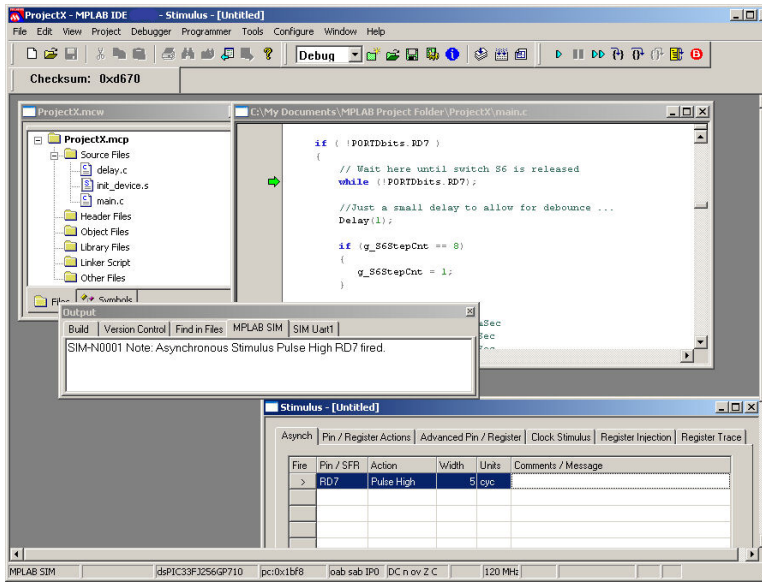 ProjectX - MPLAB IDE - Stimulus - [Untitled]
File Edit View Project Debugger Programmer Tools Configure Window Help
Debug
Checksum: 0xd670
ProjectX.mcw
ProjectX.mcp
Source Files
delay.c
init_device.s
main.c
Header Files
Object Files
Library Files
Linker Script
Other Files
Files Symbols
C:\My Documents\MPLAB Project Folder\ProjectX\main.c
if ( !PORTDbits.RD7 )
{
// Wait here until switch S6 is released
while (!PORTDbits.RD7);
//Just a small delay to allow for debounce ...
Delay(1);
if (g_S6StepCnt == 8)
{
g_S6StepCnt = 1;
}
Sec
Sec
Output
Build Version Control Find in Files MPLAB SIM SIM Uart1
SIM-N0001 Note: Asynchronous Stimulus Pulse High RD7 fired.
Stimulus - [Untitled]
Asynch Pin / Register Actions Advanced Pin / Register Clock Stimulus Register Injection Register Trace
Fire Pin / SFR Action Width Units Comments / Message
> RD7 Pulse High 5 cyc
MPLAB SIM dsPIC33FJ256GP710 pc:0x1bf8 oab sab IP0 DC n ov Z C 120 MHz